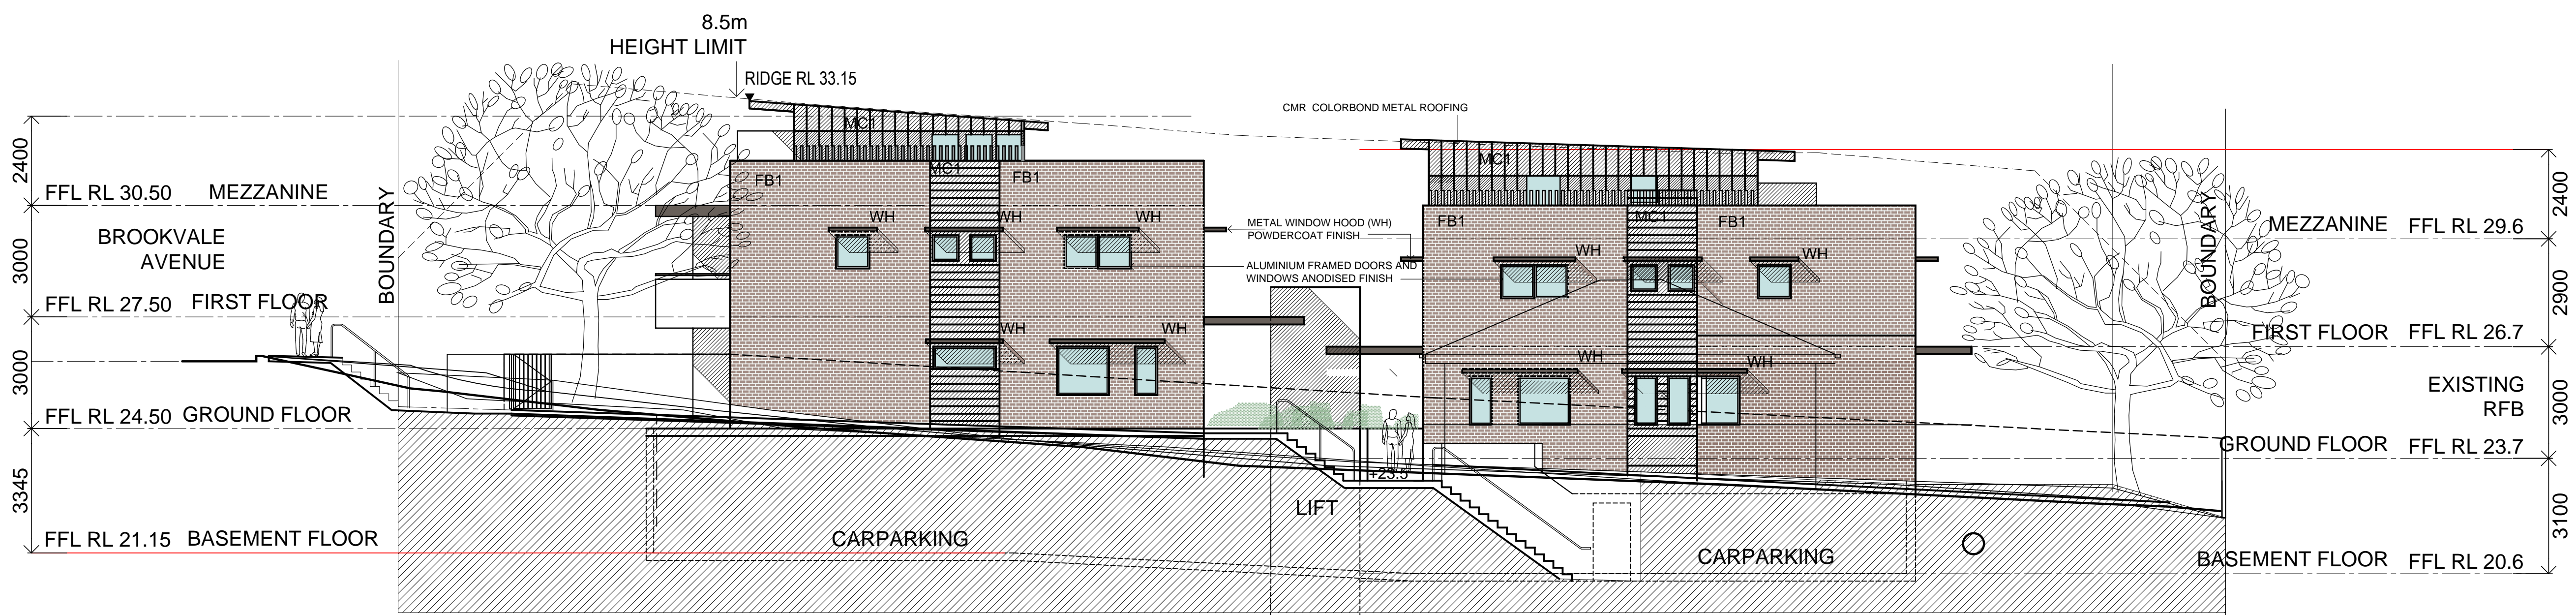 8.5m
HEIGHT LIMIT
RIDGE RL 33.15
CMR COLORBOND METAL ROOFING
MC1
MC1
2400
FFL RL 30.50 MEZZANINE
BOUNDARY
FB1
MC1
FB1
WH
WH
WH
METAL WINDOW HOOD (WH)
POWDERCOAT FINISH
FB1
MC1
FB1
BOUNDARY
MEZZANINE FFL RL 29.6
2400
3000
BROOKVALE
AVENUE
ALUMINIUM FRAMED DOORS AND
WINDOWS ANODISED FINISH
WH
WH
2900
FFL RL 27.50 FIRST FLOOR
WH
WH
FIRST FLOOR FFL RL 26.7
3000
WH
WH
EXISTING
RFB
3000
FFL RL 24.50 GROUND FLOOR
GROUND FLOOR FFL RL 23.7
3345
+23.5
LIFT
3100
FFL RL 21.15 BASEMENT FLOOR
CARPARKING
CARPARKING
BASEMENT FLOOR FFL RL 20.6